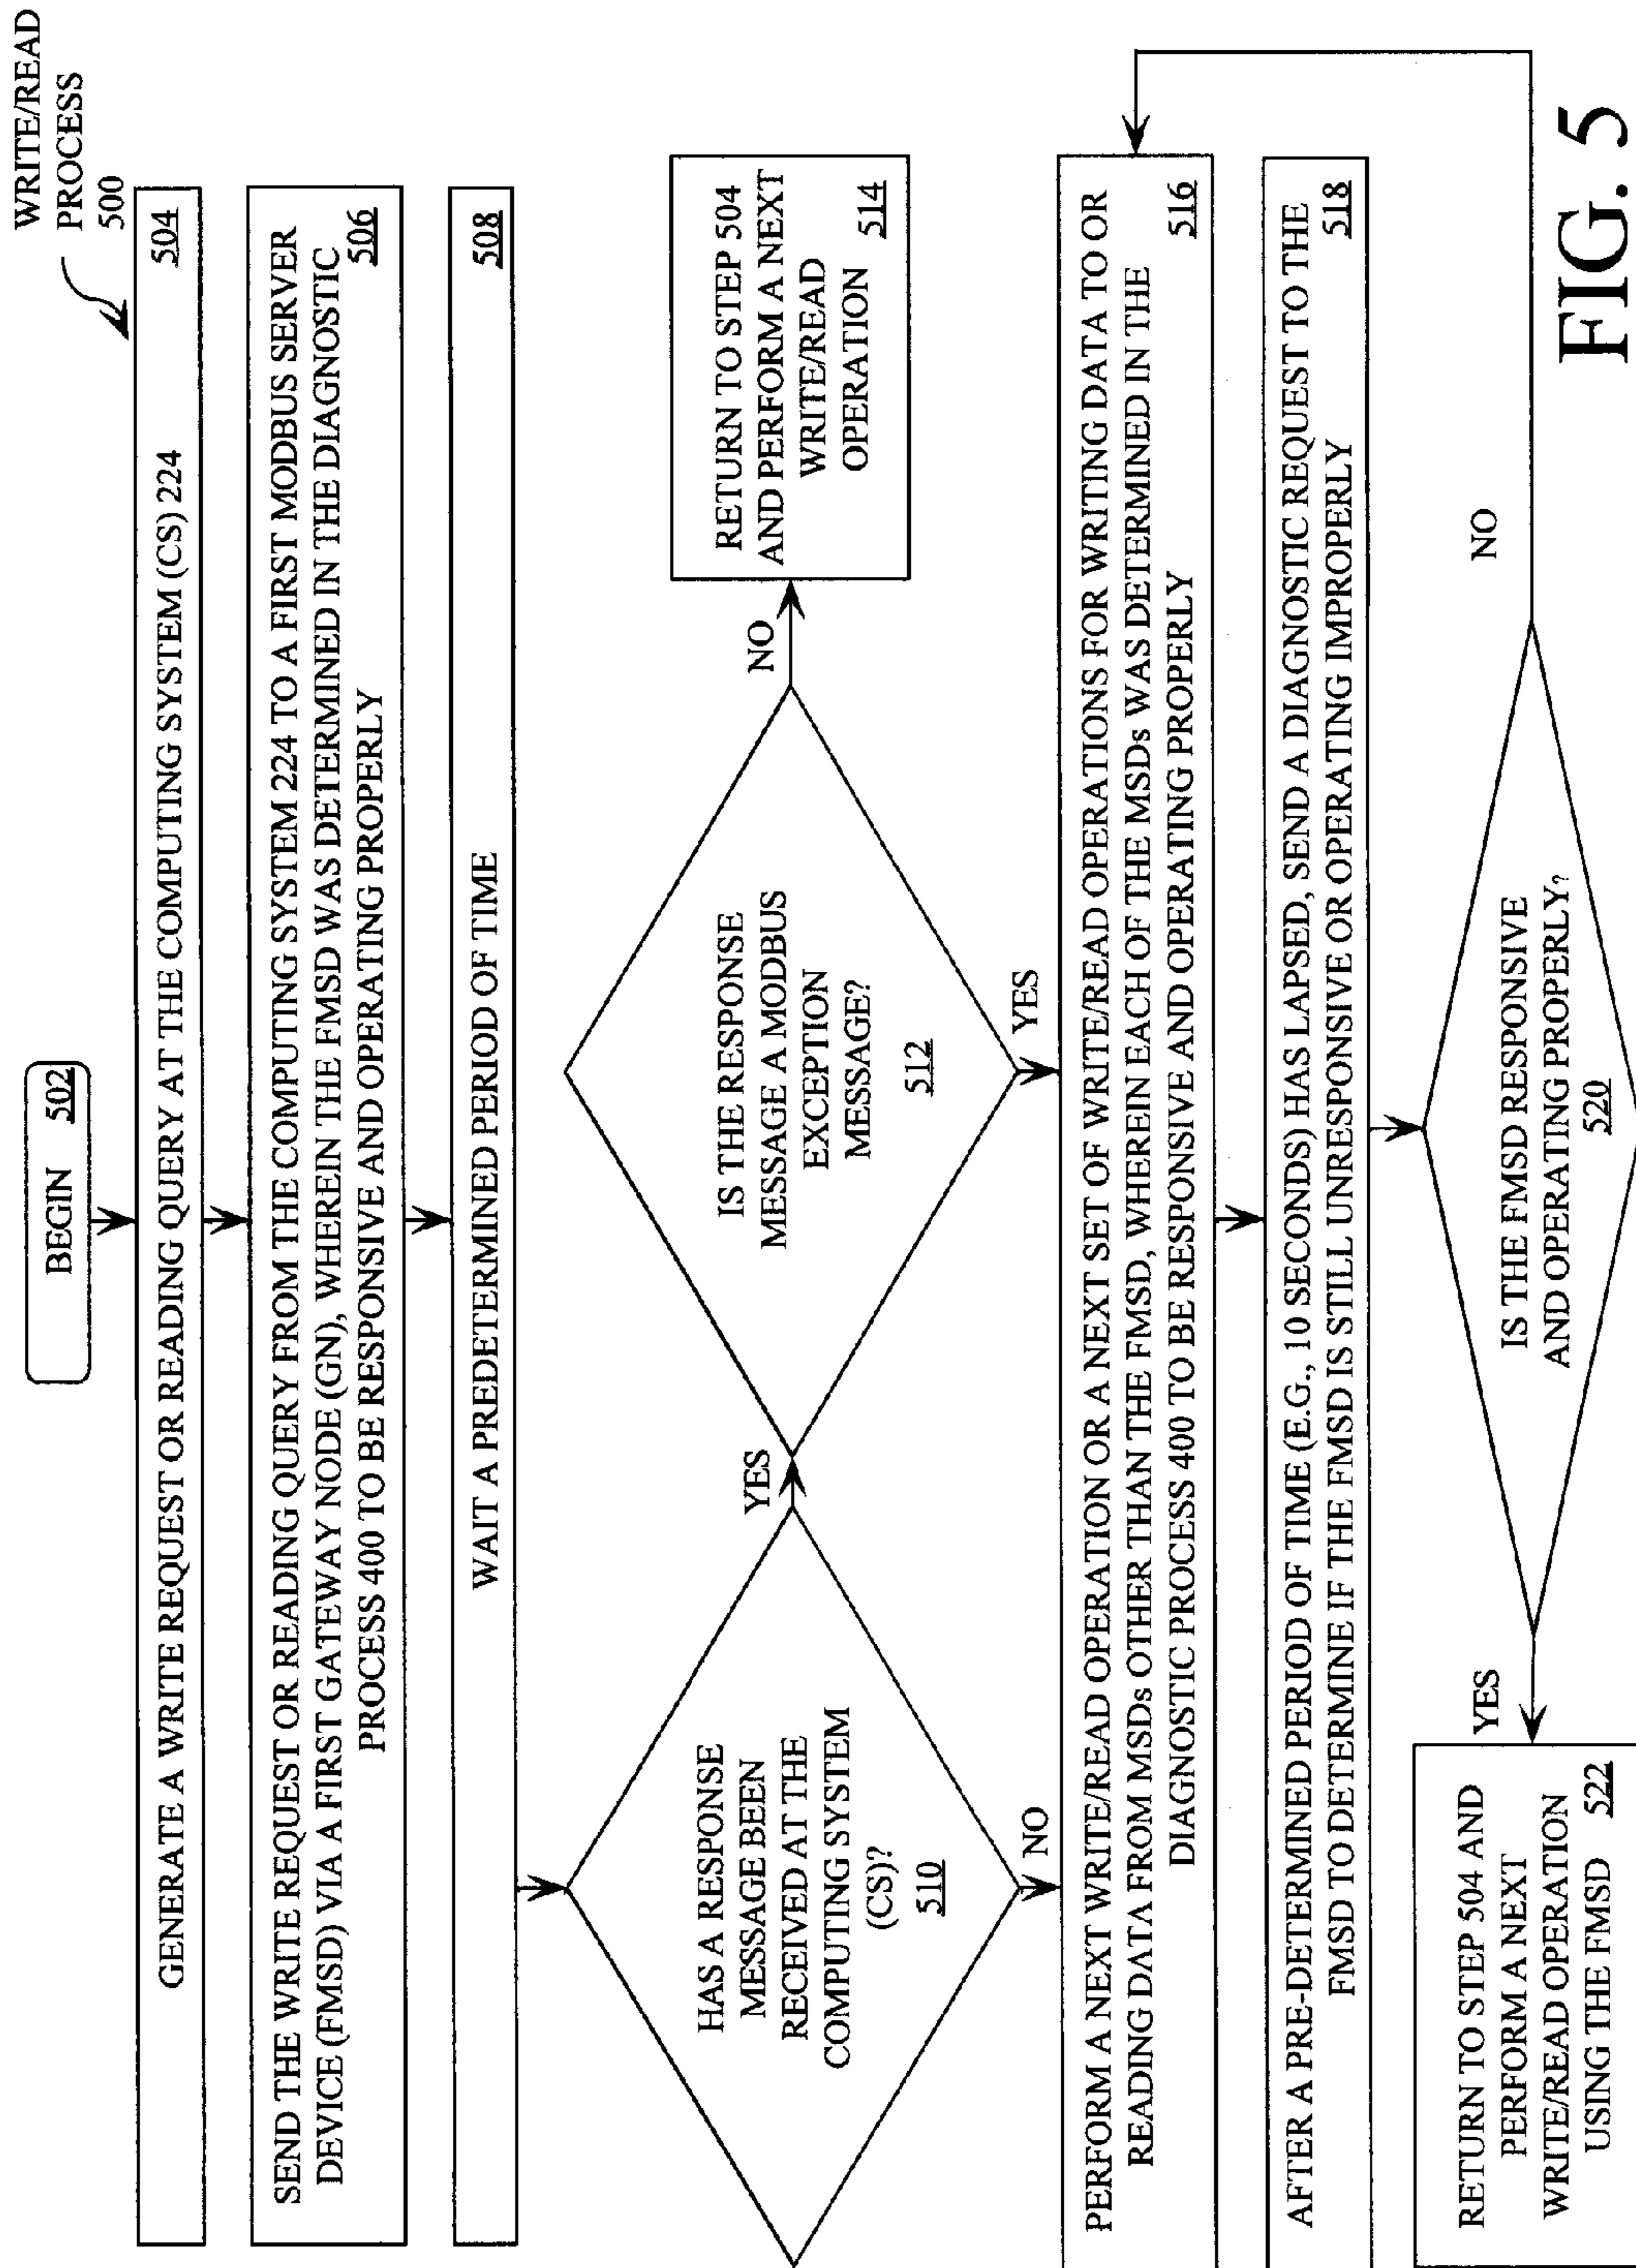 WRITE/READ
PROCESS
500
BEGIN 502
GENERATE A WRITE REQUEST OR READING QUERY AT THE COMPUTING SYSTEM (CS) 224 504
SEND THE WRITE REQUEST OR READING QUERY FROM THE COMPUTING SYSTEM 224 TO A FIRST MODBUS SERVER
DEVICE (FMSD) VIA A FIRST GATEWAY NODE (GN), WHEREIN THE FMSD WAS DETERMINED IN THE DIAGNOSTIC
PROCESS 400 TO BE RESPONSIVE AND OPERATING PROPERLY 506
WAIT A PREDETERMINED PERIOD OF TIME 508
HAS A RESPONSE
MESSAGE BEEN
RECEIVED AT THE
COMPUTING SYSTEM
(CS)?
510
YES
NO
IS THE RESPONSE
MESSAGE A MODBUS
EXCEPTION
MESSAGE?
512
NO
YES
RETURN TO STEP 504
AND PERFORM A NEXT
WRITE/READ
OPERATION 514
PERFORM A NEXT WRITE/READ OPERATION OR A NEXT SET OF WRITE/READ OPERATIONS FOR WRITING DATA TO OR
READING DATA FROM MSDs OTHER THAN THE FMSD, WHEREIN EACH OF THE MSDs WAS DETERMINED IN THE
DIAGNOSTIC PROCESS 400 TO BE RESPONSIVE AND OPERATING PROPERLY 516
AFTER A PRE-DETERMINED PERIOD OF TIME (E.G., 10 SECONDS) HAS LAPSED, SEND A DIAGNOSTIC REQUEST TO THE
FMSD TO DETERMINE IF THE FMSD IS STILL UNRESPONSIVE OR OPERATING IMPROPERLY 518
IS THE FMSD RESPONSIVE
AND OPERATING PROPERLY?
520
YES
NO
RETURN TO STEP 504 AND
PERFORM A NEXT
WRITE/READ OPERATION
USING THE FMSD 522
FIG. 5